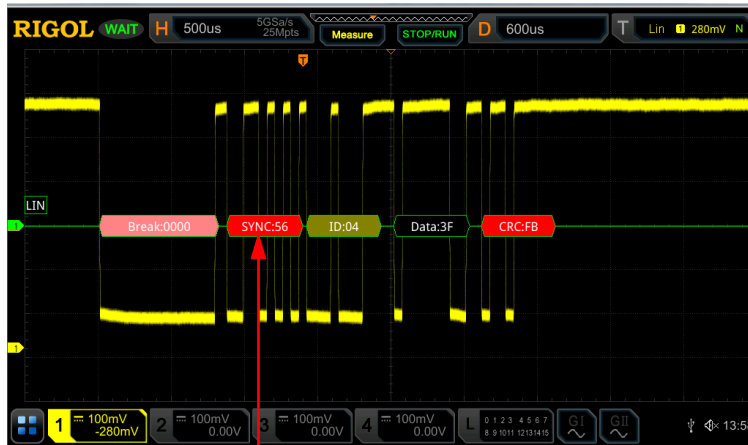 RIGOL WAIT H 500us 5GSa/s 25Mpts Measure STOP/RUN D 600us T Lin 1 280mV N
T
LIN
1 Break:0000 SYNC:56 ID:04 Data:3F CRC:FB
1
1 100mV -280mV 2 100mV 0.00V 3 100mV 0.00V 4 100mV 0.00V L 0 1 2 3 4 5 6 7 8 9 10 11 12 13 14 15 GI GII